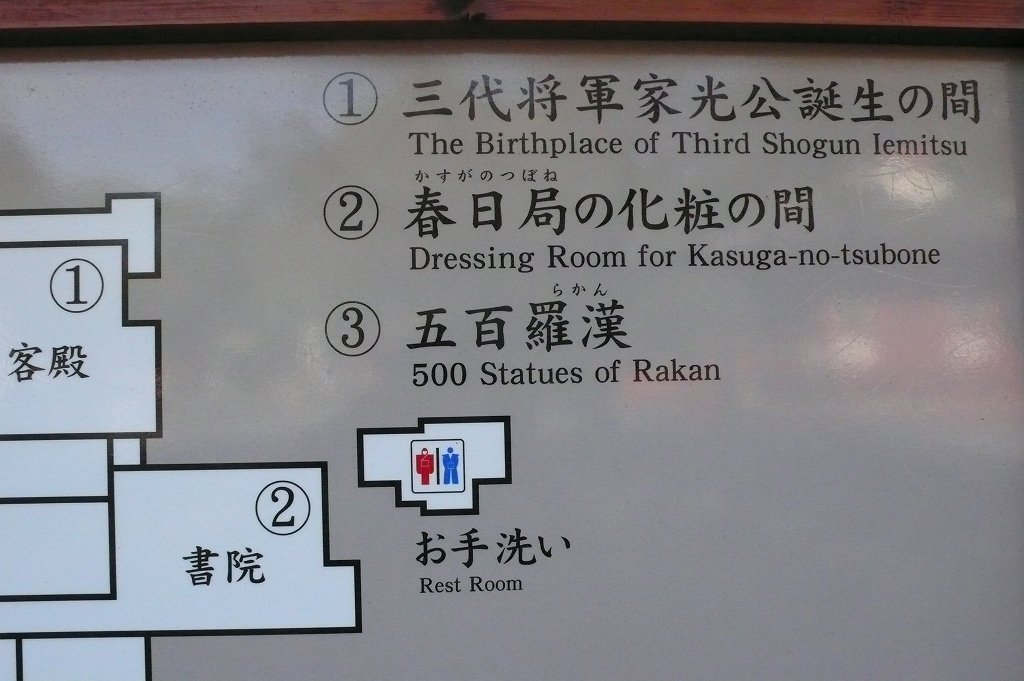 ① 三代将軍家光公誕生の間
The Birthplace of Third Shogun Iemitsu
かすがのつぼね
② 春日局の化粧の間
Dressing Room for Kasuga-no-tsubone
らかん
③ 五百羅漢
500 Statues of Rakan
①
客殿
②
書院
お手洗い
Rest Room